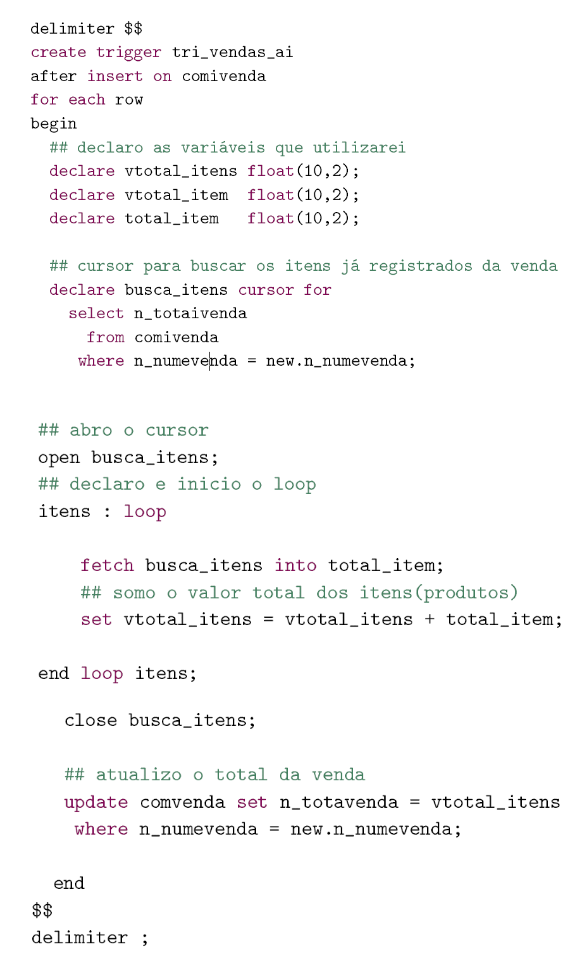 delimiter $$
create trigger tri_vendas_ai
after insert on comivenda
for each row
begin
  ## declaro as variáveis que utilizarei
  declare vtotal_itens float(10,2);
  declare vtotal_item  float(10,2);
  declare total_item   float(10,2);

  ## cursor para buscar os itens já registrados da venda
  declare busca_itens cursor for
    select n_totaivenda
      from comivenda
     where n_numevenda = new.n_numevenda;

## abro o cursor
open busca_itens;
## declaro e inicio o loop
itens : loop

    fetch busca_itens into total_item;
    ## somo o valor total dos itens(produtos)
    set vtotal_itens = vtotal_itens + total_item;

end loop itens;

  close busca_itens;

  ## atualizo o total da venda
  update comvenda set n_totavenda = vtotal_itens
   where n_numevenda = new.n_numevenda;

  end
$$
delimiter ;